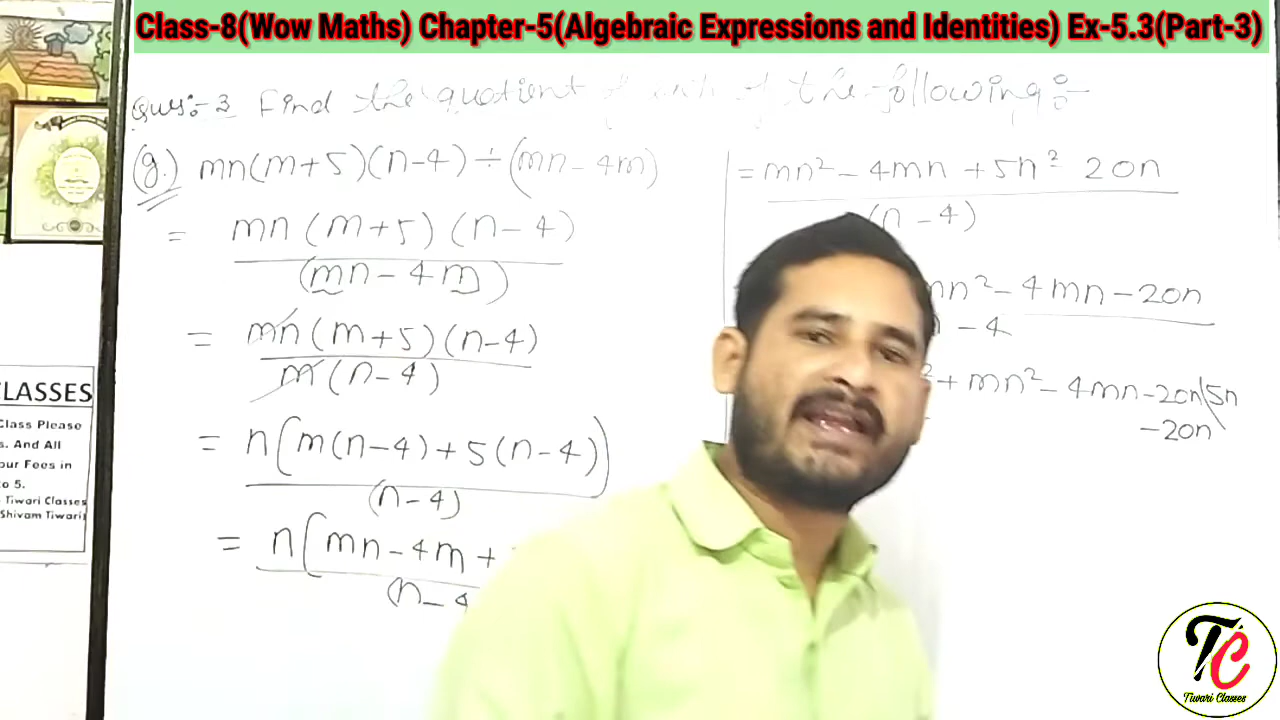 Class-8(Wow Maths) Chapter-5(Algebraic Expressions and Identities) Ex-5.3(Part-3)
Ques:-3 Find the quotient of each of the following:-
(g.) mn(m+5)(n-4) ÷ (mn - 4m)
= mn (m+5) (n-4)
(mn - 4m)
= mn (m+5) (n-4)
m (n-4)
= n[m(n-4)+5(n-4)]
(n-4)
= n[mn-4m+
(n-4
= mn² - 4mn + 5n² 20n
(n-4)
mn² - 4mn - 20n
- 4
+ mn² - 4mn - 20n 5n
-20n
CLASSES
Class Please
s. And All
our Fees in
to 5.
Tiwari Classes
Shivam Tiwari)
TC
Tiwari Classes